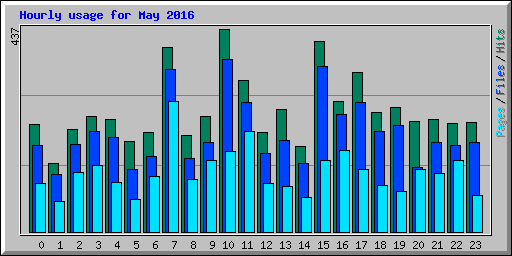 Hourly usage for May 2016
437
Pages/Files/Hits
0 1 2 3 4 5 6 7 8 9 10 11 12 13 14 15 16 17 18 19 20 21 22 23